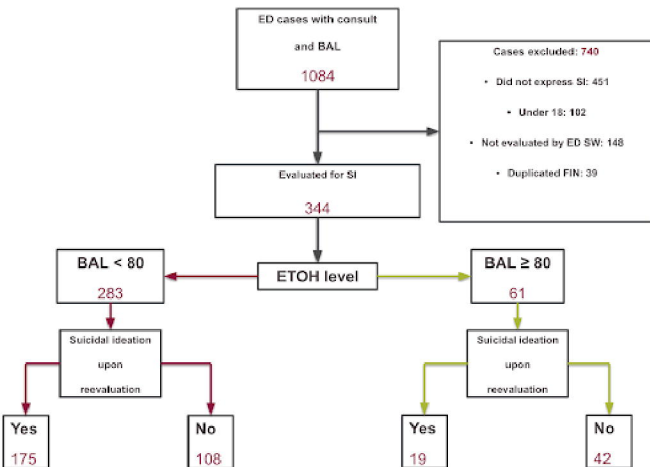 ED cases with consult
and BAL
1084
Cases excluded: 740
• Did not express SI: 451
• Under 18: 102
• Not evaluated by ED SW: 148
• Duplicated FIN: 39
Evaluated for SI
344
BAL < 80
283
ETOH level
BAL ≥ 80
61
Suicidal ideation
upon
reevaluation
Suicidal ideation
upon
reevaluation
Yes
175
No
108
Yes
19
No
42